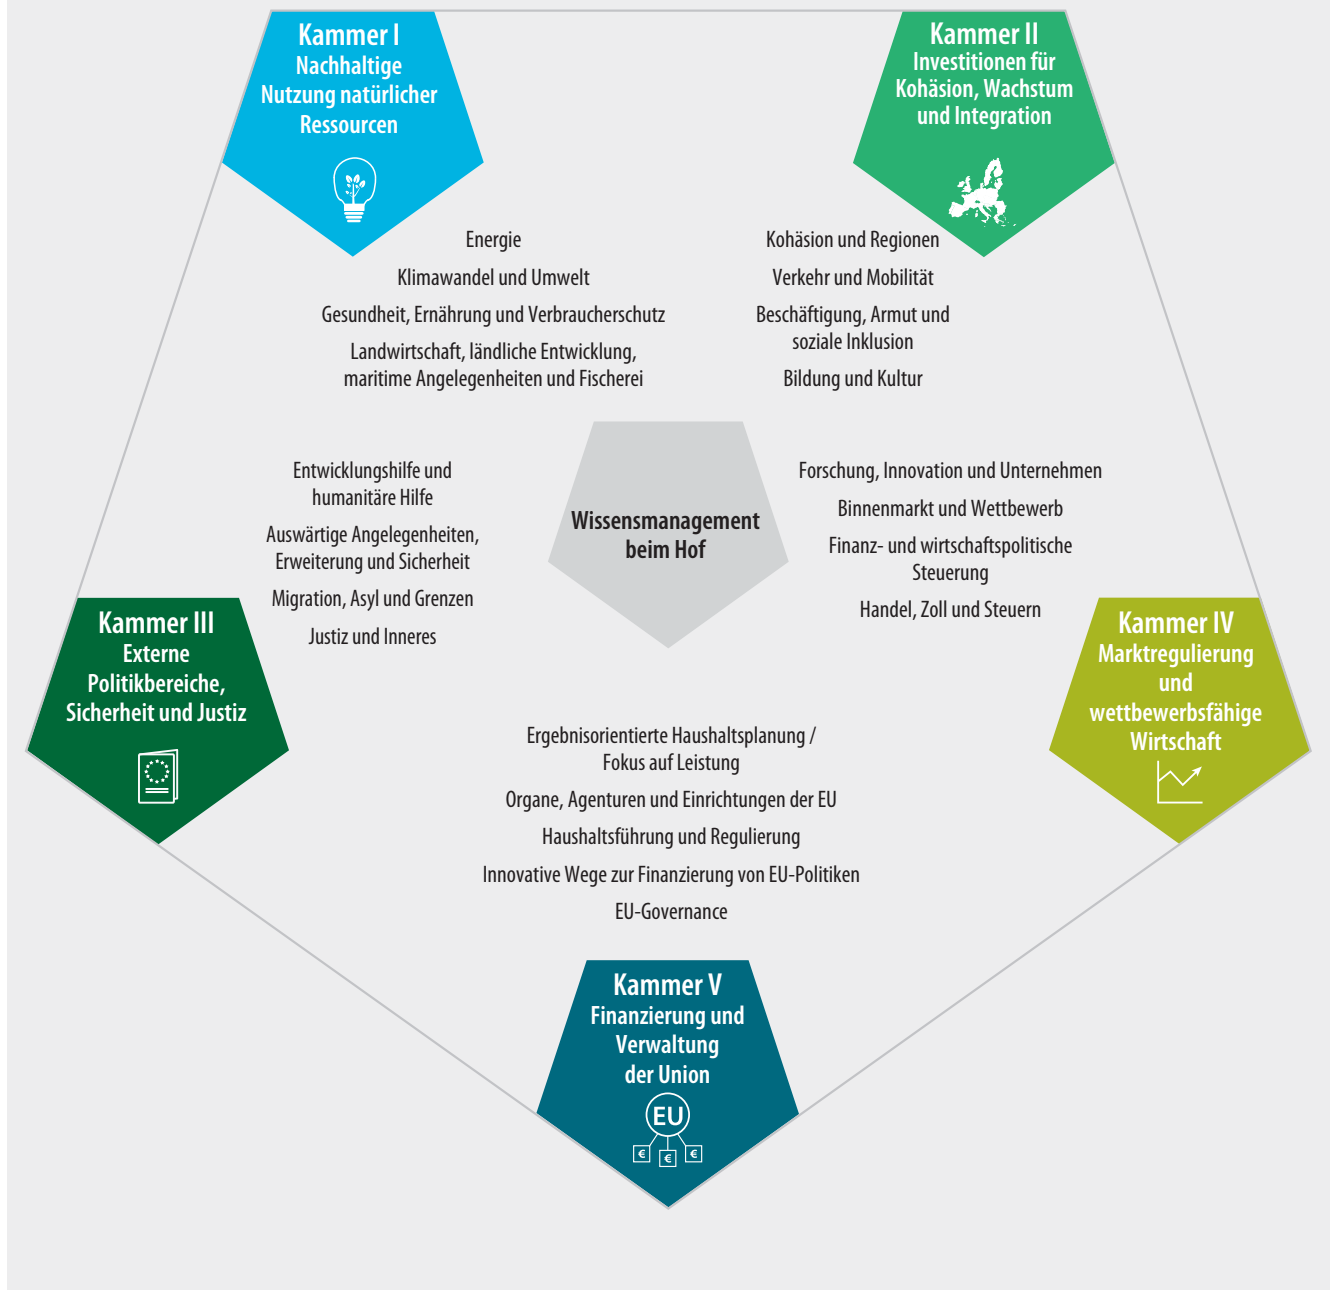 Kammer I
Nachhaltige
Nutzung natürlicher
Ressourcen
Kammer II
Investitionen für
Kohäsion, Wachstum
und Integration
Energie
Klimawandel und Umwelt
Gesundheit, Ernährung und Verbraucherschutz
Landwirtschaft, ländliche Entwicklung,
maritime Angelegenheiten und Fischerei
Kohäsion und Regionen
Verkehr und Mobilität
Beschäftigung, Armut und
soziale Inklusion
Bildung und Kultur
Entwicklungshilfe und
humanitäre Hilfe
Auswärtige Angelegenheiten,
Erweiterung und Sicherheit
Migration, Asyl und Grenzen
Justiz und Inneres
Wissensmanagement
beim Hof
Forschung, Innovation und Unternehmen
Binnenmarkt und Wettbewerb
Finanz- und wirtschaftspolitische
Steuerung
Handel, Zoll und Steuern
Kammer III
Externe
Politikbereiche,
Sicherheit und Justiz
Kammer IV
Marktregulierung
und
wettbewerbsfähige
Wirtschaft
Ergebnisorientierte Haushaltsplanung /
Fokus auf Leistung
Organe, Agenturen und Einrichtungen der EU
Haushaltsführung und Regulierung
Innovative Wege zur Finanzierung von EU-Politiken
EU-Governance
Kammer V
Finanzierung und
Verwaltung
der Union
EU
€ € €